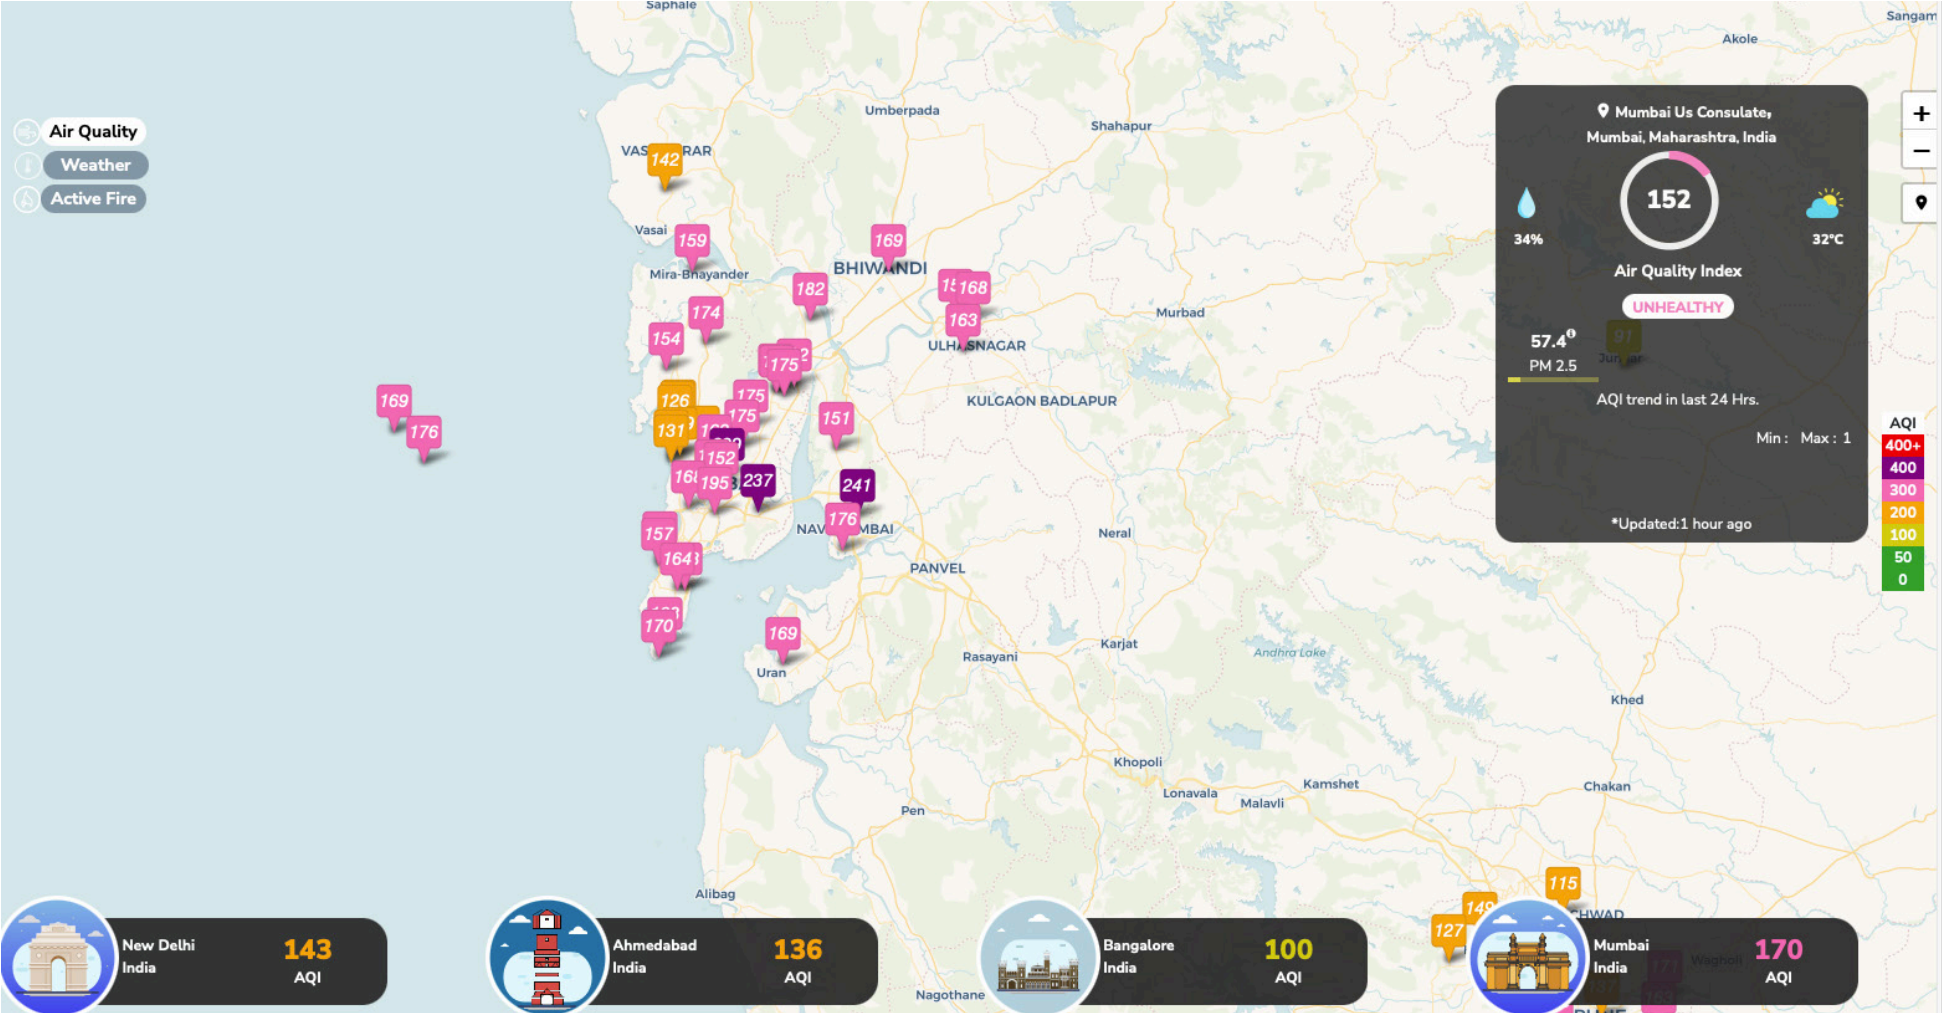 Saphale
Sangam
Akole
Umberpada
Shahapur
Air Quality
Weather
Active Fire
142
Vasai
159
Mira-Bhayander
169
BHIWANDI
182
168
163
ULHASNAGAR
Murbad
174
154
175
KULGAON BADLAPUR
169
176
126
175
175
151
131
152
195
237
241
176
157
164
Neral
PANVEL
170
169
Uran
Rasayani
Karjat
Andhra Lake
Khed
Khopoli
Lonavala
Malavli
Kamshet
Chakan
Pen
Alibag
Nagothane
115
149
127
Mumbai Us Consulate,
Mumbai, Maharashtra, India
152
34%
32°C
Air Quality Index
UNHEALTHY
57.4
PM 2.5
91
AQI trend in last 24 Hrs.
Min : Max : 1
*Updated:1 hour ago
+
−
AQI
400+
400
300
200
100
50
0
New Delhi
India
143
AQI
Ahmedabad
India
136
AQI
Bangalore
India
100
AQI
Mumbai
India
170
AQI
Wagholi